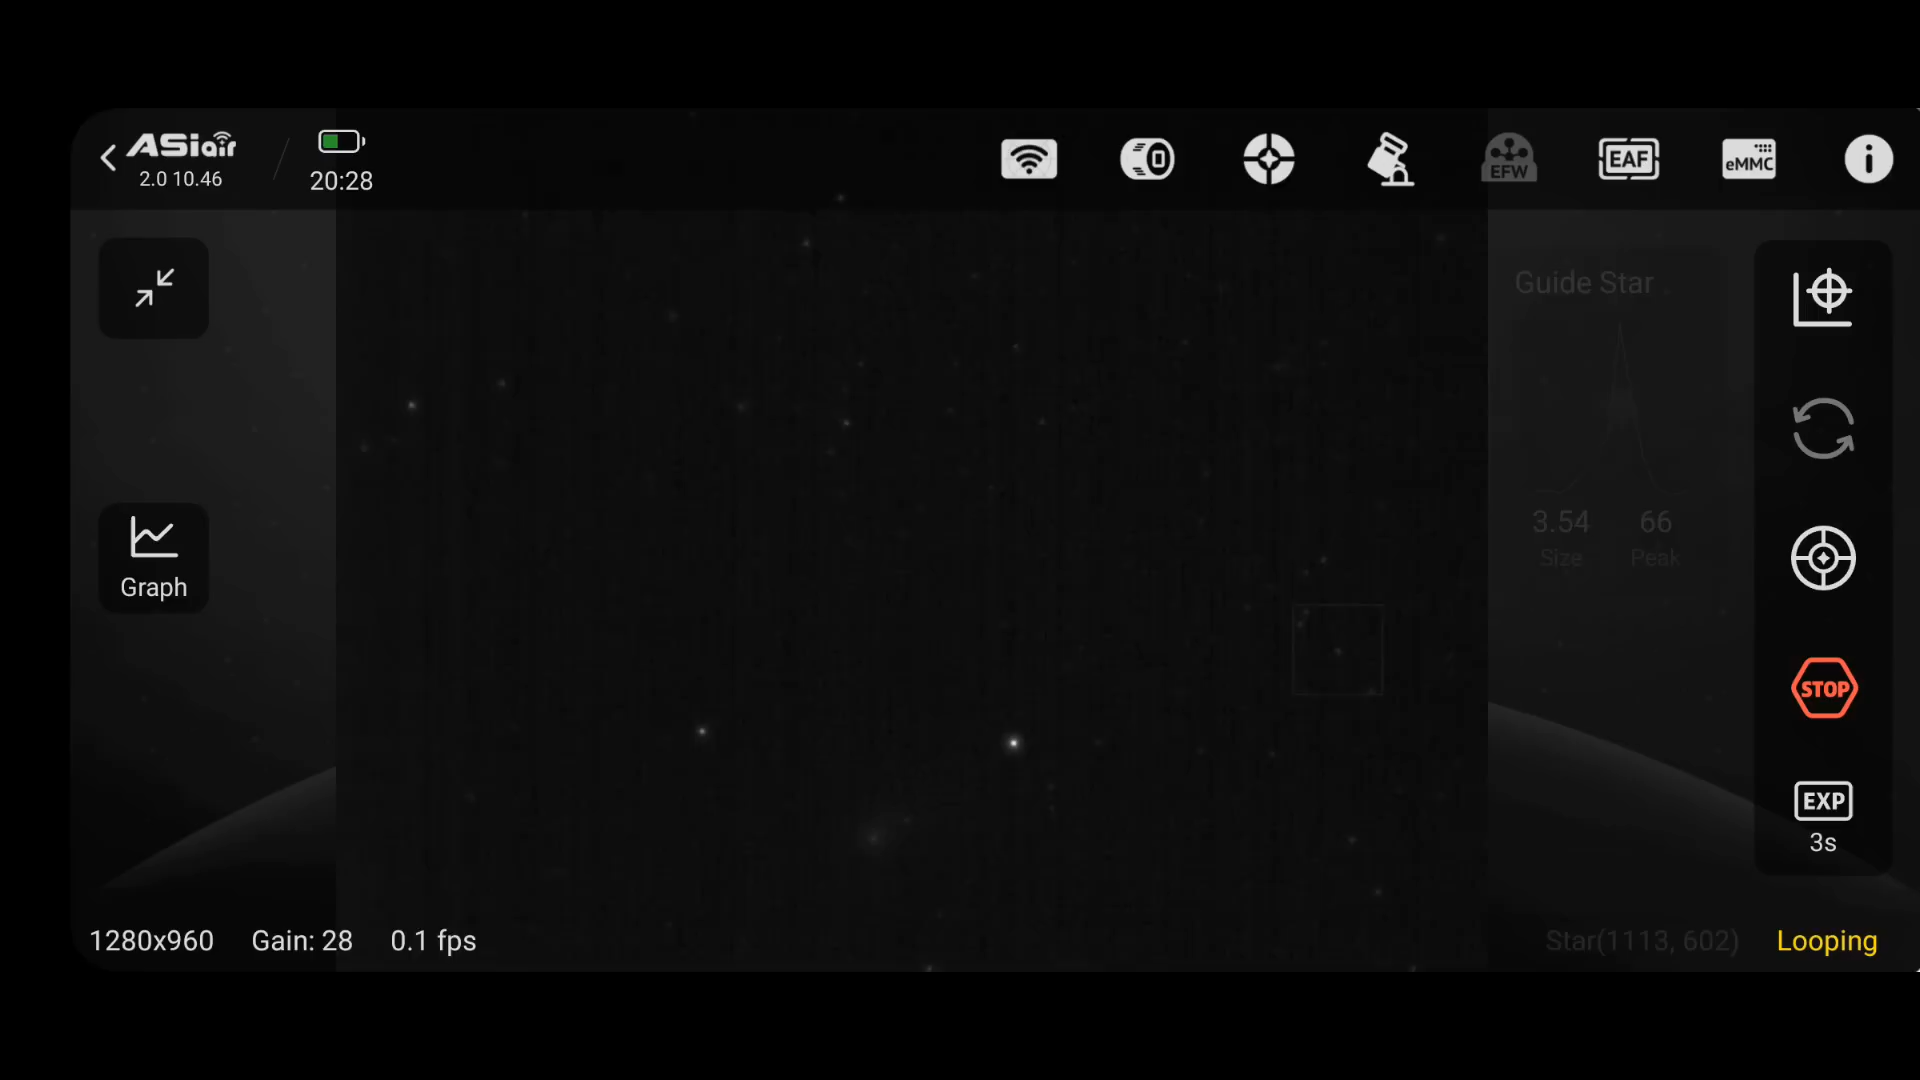 ASiair
2.0 10.46
20:28
EFW
EAF
eMMC
Guide Star
3.54
66
Size
Peak
Graph
STOP
EXP
3s
1280x960
Gain: 28
0.1 fps
Star(1113, 602)
Looping